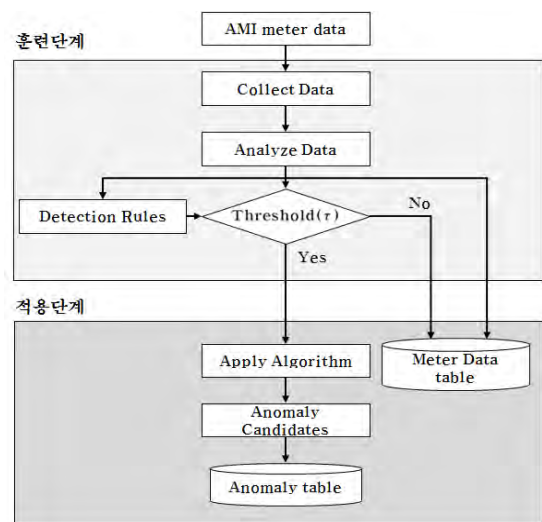 AMI meter data
훈련단계
Collect Data
Analyze Data
Detection Rules
Threshold(τ)
No
Yes
적용단계
Apply Algorithm
Meter Data
table
Anomaly
Candidates
Anomaly table